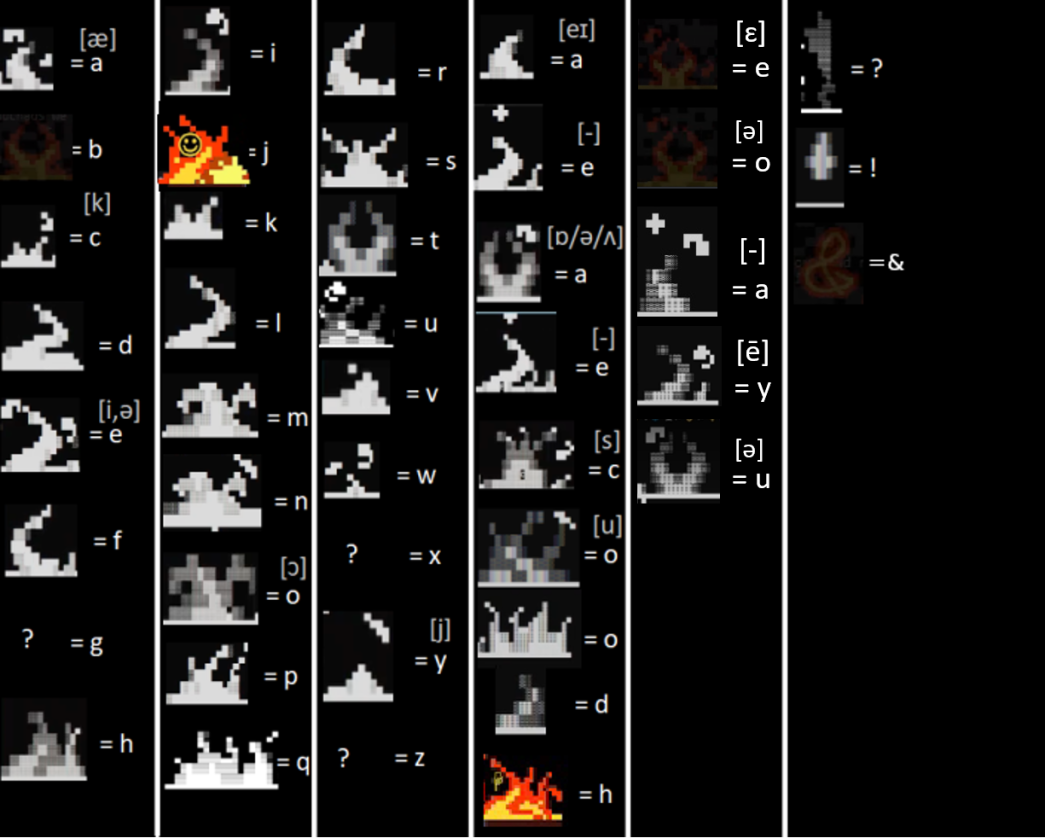 [æ]
= a
= b
[k]
= c
= d
[i,ə]
= e
= f
? = g
= h
= i
= j
= k
= l
= m
= n
[ɔ]
= o
= p
= q
= r
= s
= t
= u
= v
= w
? = x
[j]
= y
? = z
[eɪ]
= a
[-]
= e
[ɒ/ə/ʌ]
= a
[-]
= e
[s]
= c
[u]
= o
= o
= d
= h
[ɛ]
= e
[ə]
= o
[-]
= a
[ē]
= y
[ə]
= u
= ?
= !
=&